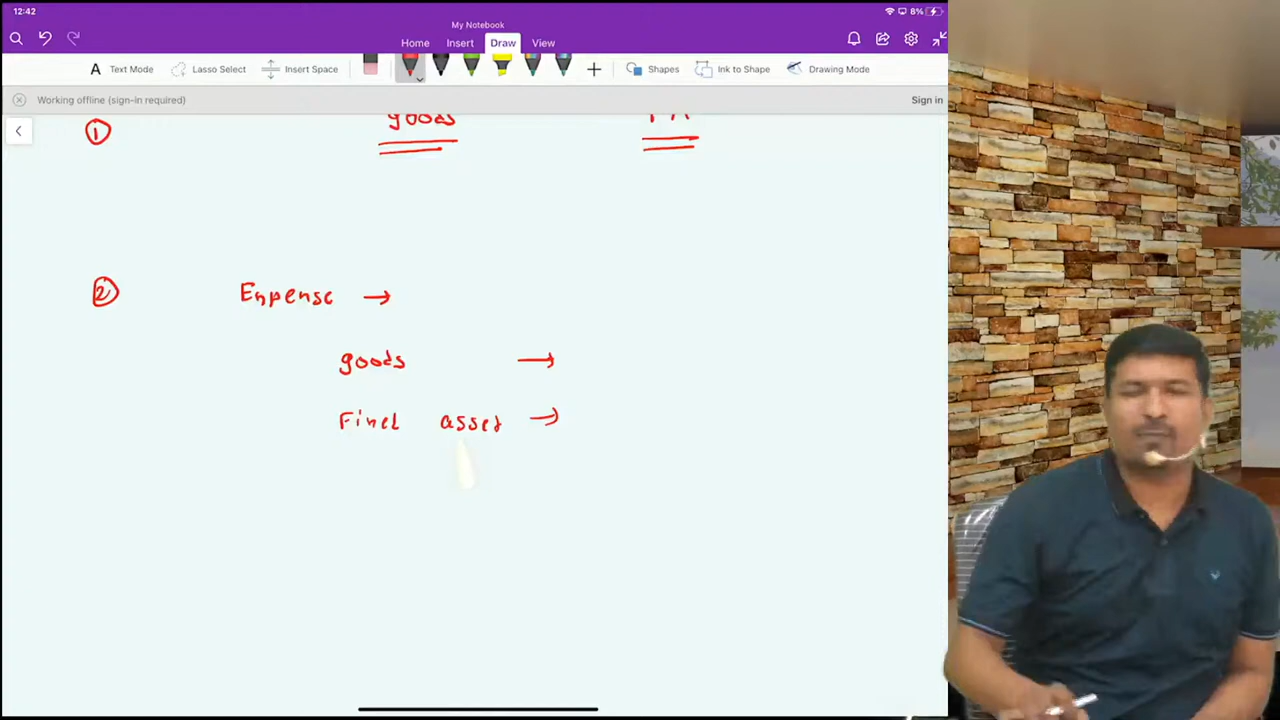 12:42
8%
My Notebook
Home Insert Draw View
A Text Mode Lasso Select Insert Space Shapes Ink to Shape Drawing Mode
Working offline (sign-in required) Sign in
1 goods
2 Expense →
goods →
Fixed asset →